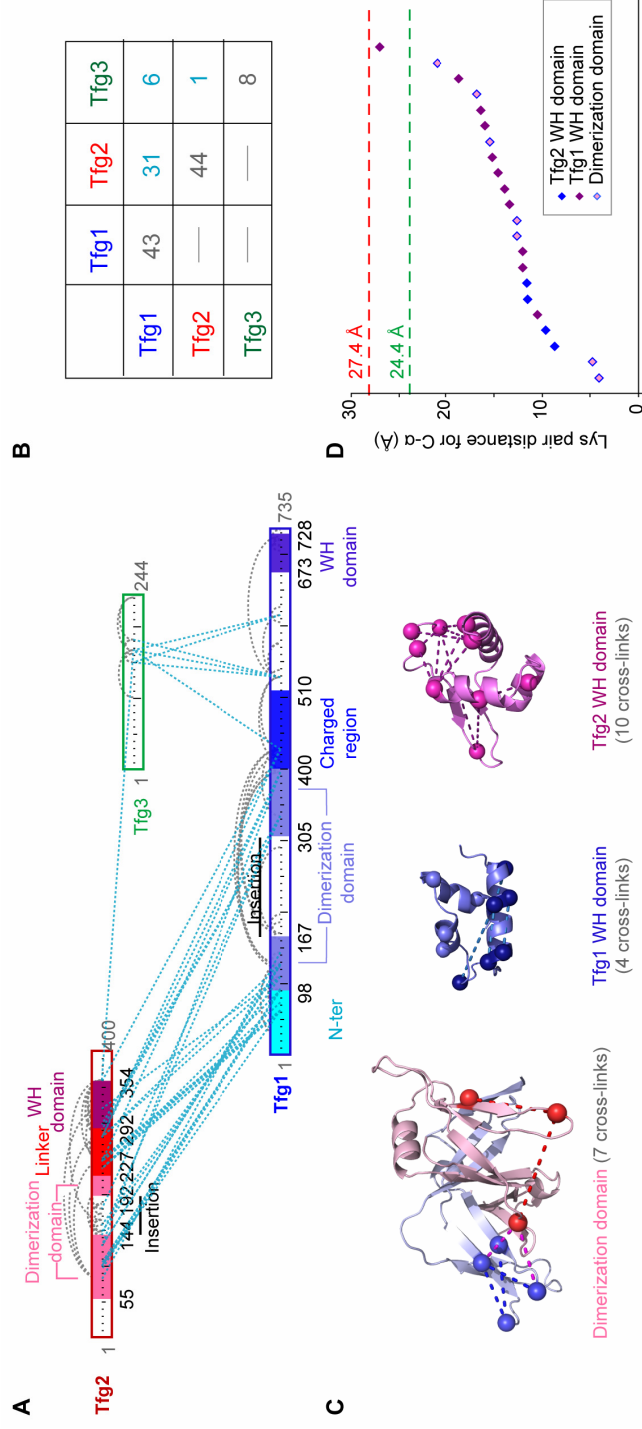 A
Tfg2
1
55
144
192
227
292
354
400
Dimerization
domain
Linker
WH
domain
Insertion
Tfg3
1
244
Tfg1
1
98
167
305
400
510
673
728
735
N-ter
Dimerization
domain
Insertion
Charged
region
WH
domain
B
Tfg1 Tfg2 Tfg3
Tfg1 43 31 6
Tfg2 — 44 1
Tfg3 — — 8
C
Dimerization domain (7 cross-links)
Tfg1 WH domain
(4 cross-links)
Tfg2 WH domain
(10 cross-links)
D
Lys pair distance for C-α (Å)
30
20
10
0
27.4 Å
24.4 Å
Tfg2 WH domain
Tfg1 WH domain
Dimerization domain